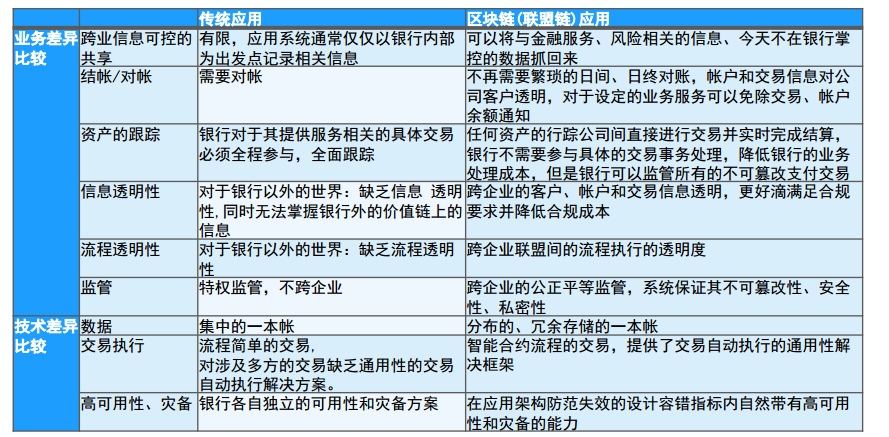 传统应用
区块链(联盟链)应用
业务差异
比较
跨业信息可控的
共享
有限，应用系统通常仅仅以银行内部
为出发点记录相关信息
可以将与金融服务、风险相关的信息、今天不在银行掌
控的数据抓回来
结帐/对帐
需要对帐
不再需要繁琐的日间、日终对账，帐户和交易信息对公
司客户透明，对于设定的业务服务可以免除交易、帐户
余额通知
资产的跟踪
银行对于其提供服务相关的具体交易
必须全程参与，全面跟踪
任何资产的行踪公司间直接进行交易并实时完成结算，
银行不需要参与具体的交易事务处理，降低银行的业务
处理成本，但是银行可以监管所有的不可篡改支付交易
信息透明性
对于银行以外的世界：缺乏信息 透明
性,同时无法掌握银行外的价值链上的
信息
跨企业的客户、帐户和交易信息透明，更好滴满足合规
要求并降低合规成本
流程透明性
对于银行以外的世界：缺乏流程透明
性
跨企业联盟间的流程执行的透明度
监管
特权监管，不跨企业
跨企业的公正平等监管，系统保证其不可篡改性、安全
性、私密性
技术差异
比较
数据
集中的一本帐
分布的、冗余存储的一本帐
交易执行
流程简单的交易,
对涉及多方的交易缺乏通用性的交易
自动执行解决方案。
智能合约流程的交易，提供了交易自动执行的通用性解
决框架
高可用性、灾备
银行各自独立的可用性和灾备方案
在应用架构防范失效的设计容错指标内自然带有高可用
性和灾备的能力